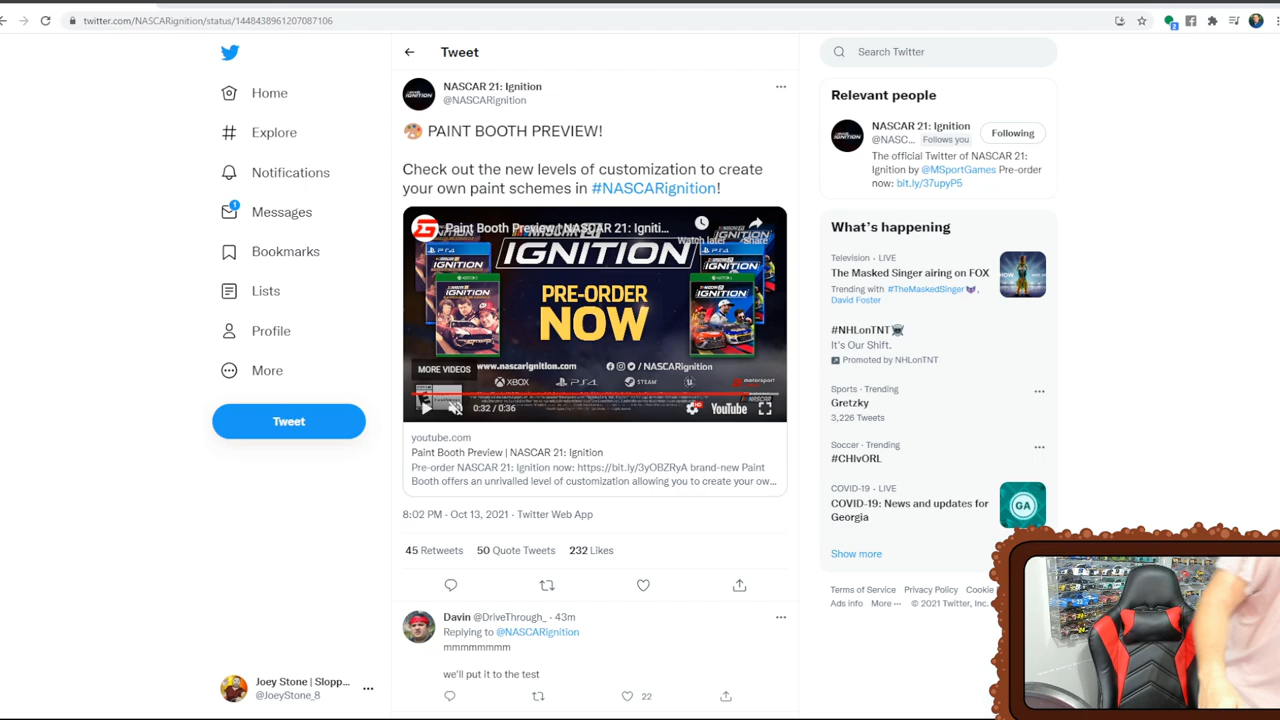 twitter.com/NASCARignition/status/1448438961207087106
Home
Explore
Notifications
1
Messages
Bookmarks
Lists
Profile
More
Tweet
Joey Stone | Slopp...
@JoeyStone_8
Tweet
NASCAR 21: Ignition
@NASCARignition
PAINT BOOTH PREVIEW!
Check out the new levels of customization to create
your own paint schemes in #NASCARignition!
Paint Booth Preview | NASCAR 21: Igniti...
Watch later
Share
IGNITION
PRE-ORDER
NOW
MORE VIDEOS
www.nascarignition.com
/NASCARignition
XBOX
PS4
STEAM
0:32 / 0:36
YouTube
youtube.com
Paint Booth Preview | NASCAR 21: Ignition
Pre-order NASCAR 21: Ignition now: https://bit.ly/3yOBZRyA brand-new Paint
Booth offers an unrivalled level of customization allowing you to create your ow...
8:02 PM · Oct 13, 2021 · Twitter Web App
45 Retweets 50 Quote Tweets 232 Likes
Davin @DriveThrough_ · 43m
Replying to @NASCARignition
mmmmmmmm
we'll put it to the test
22
Search Twitter
Relevant people
NASCAR 21: Ignition
@NASC... Follows you
Following
The official Twitter of NASCAR 21:
Ignition by @MSportGames Pre-order
now: bit.ly/37upyP5
What's happening
Television · LIVE
The Masked Singer airing on FOX
Trending with #TheMaskedSinger,
David Foster
#NHLonTNT
It's Our Shift.
Promoted by NHLonTNT
Sports · Trending
Gretzky
3,226 Tweets
Soccer · Trending
#CHIvORL
COVID-19 · LIVE
COVID-19: News and updates for
Georgia
GA
Show more
Terms of Service Privacy Policy Cookie
Ads info More ··· © 2021 Twitter, Inc.